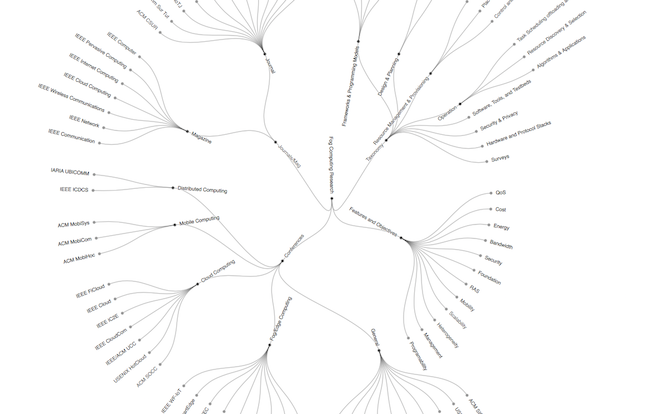 ACM CSUR
Journal
IEEE Computer
IEEE Pervasive Computing
IEEE Internet Computing
IEEE Cloud Computing
IEEE Wireless Communications
IEEE Network
IEEE Communication
Magazine
Journals/Mag
Fog Computing Research
Frameworks & Programming Models
Design & Planning
Resource Management & Provisioning
Taxonomy
Operation
Task Scheduling offloading &
Resource Discovery & Selection
Algorithms & Applications
Software, Tools, and Testbeds
Security & Privacy
Hardware and Protocol Stacks
Surveys
IARIA UBICOMM
IEEE ICDCS
Distributed Computing
ACM MobiSys
ACM MobiCom
ACM MobiHoc
Mobile Computing
Conferences
Cloud Computing
IEEE FiCloud
IEEE Cloud
IEEE IC2E
IEEE CloudCom
IEEE/ACM UCC
USENIX HotCloud
ACM SOCC
Fog/Edge Computing
IEEE WF-IoT
General
Features and Objectives
QoS
Cost
Energy
Bandwidth
Security
Foundation
RAS
Mobility
Scalability
Heterogeneity
Management
Programability